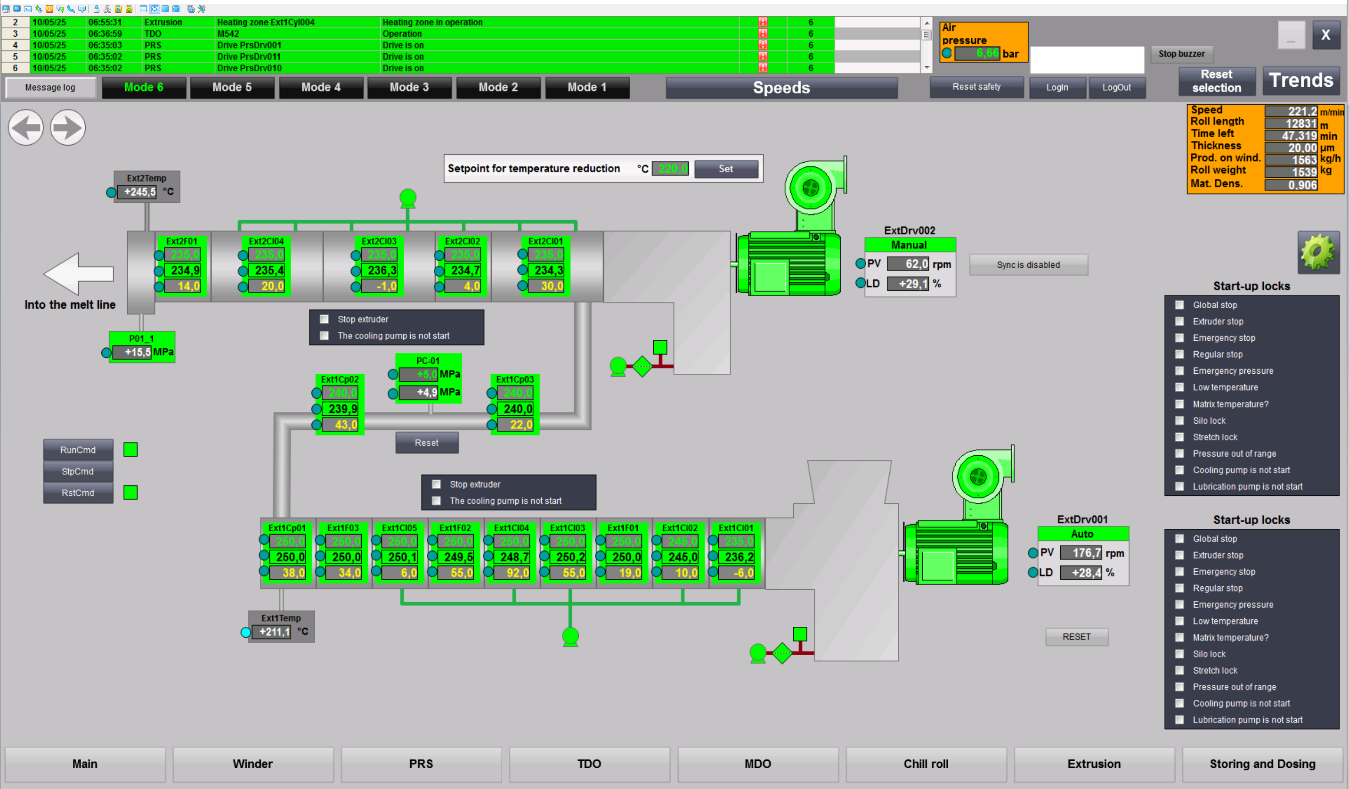 2 10/05/25 06:55:31 Extrusion Heating zone Ext1Cyl004 Heating zone in operation 6
3 10/05/25 06:36:59 TDO M542 Operation 6
4 10/05/25 06:35:03 PRS Drive PrsDrv001 Drive is on 6
5 10/05/25 06:35:02 PRS Drive PrsDrv011 Drive is on 6
6 10/05/25 06:35:02 PRS Drive PrsDrv010 Drive is on 6
Air pressure
6,66 bar
Stop buzzer
X
Message log
Mode 6
Mode 5
Mode 4
Mode 3
Mode 2
Mode 1
Speeds
Reset safety
LogIn
LogOut
Reset selection
Trends
Speed 221.2 m/min
Roll length 12831 m
Time left 47.319 min
Thickness 20,00 µm
Prod. on wind. 1563 kg/h
Roll weight 1539 kg
Mat. Dens. 0.906
Setpoint for temperature reduction °C 220,0 Set
Ext2Temp
+245,5 °C
Ext2F01
235,0
234,9
14,0
Ext2Cl04
235,0
235,4
20,0
Ext2Cl03
235,0
236,3
-1,0
Ext2Cl02
235,0
234,7
4,0
Ext2Cl01
235,0
234,3
30,0
ExtDrv002
Manual
PV 62,0 rpm
LD +29,1 %
Sync is disabled
Into the melt line
P01_1
+15,5 MPa
Stop extruder
The cooling pump is not start
PC-01
+5,0 MPa
+4,9 MPa
Reset
Ext1Cp02
240,0
239,9
43,0
Ext1Cp03
240,0
240,0
22,0
RunCmd
StpCmd
RstCmd
Stop extruder
The cooling pump is not start
Ext1Cp01
250,0
250,0
38,0
Ext1F03
250,0
250,0
34,0
Ext1Cl05
250,0
250,1
6,0
Ext1F02
250,0
249,5
55,0
Ext1Cl04
250,0
248,7
92,0
Ext1Cl03
250,0
250,2
55,0
Ext1F01
250,0
250,0
19,0
Ext1Cl02
245,0
10,0
Ext1Cl01
236,2
-6,0
Ext1Temp
+211,1 °C
ExtDrv001
Auto
PV 176,7 rpm
LD +28,4 %
RESET
Start-up locks
Global stop
Extruder stop
Emergency stop
Regular stop
Emergency pressure
Low temperature
Matrix temperature?
Silo lock
Stretch lock
Pressure out of range
Cooling pump is not start
Lubrication pump is not start
Start-up locks
Global stop
Extruder stop
Emergency stop
Regular stop
Emergency pressure
Low temperature
Matrix temperature?
Silo lock
Stretch lock
Pressure out of range
Cooling pump is not start
Lubrication pump is not start
Main
Winder
PRS
TDO
MDO
Chill roll
Extrusion
Storing and Dosing